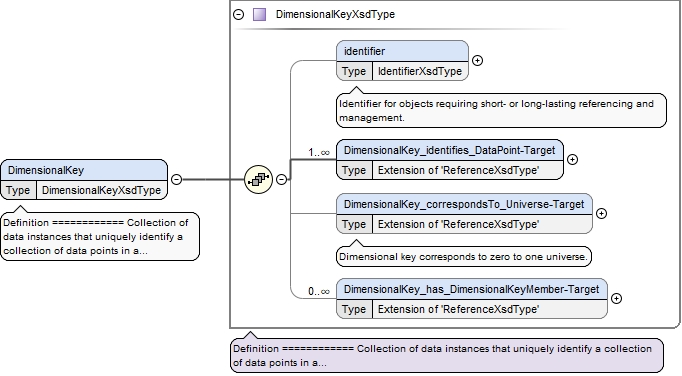 DimensionalKeyXsdType
identifier
Type IdentifierXsdType
Identifier for objects requiring short- or long-lasting referencing and
management.
1..∞
DimensionalKey_identifies_DataPoint-Target
Type Extension of 'ReferenceXsdType'
DimensionalKey
Type DimensionalKeyXsdType
Definition ============ Collection of
data instances that uniquely identify a
collection of data points in a...
DimensionalKey_correspondsTo_Universe-Target
Type Extension of 'ReferenceXsdType'
Dimensional key corresponds to zero to one universe.
0..∞
DimensionalKey_has_DimensionalKeyMember-Target
Type Extension of 'ReferenceXsdType'
Definition ============ Collection of data instances that uniquely identify a collection
of data points in a...